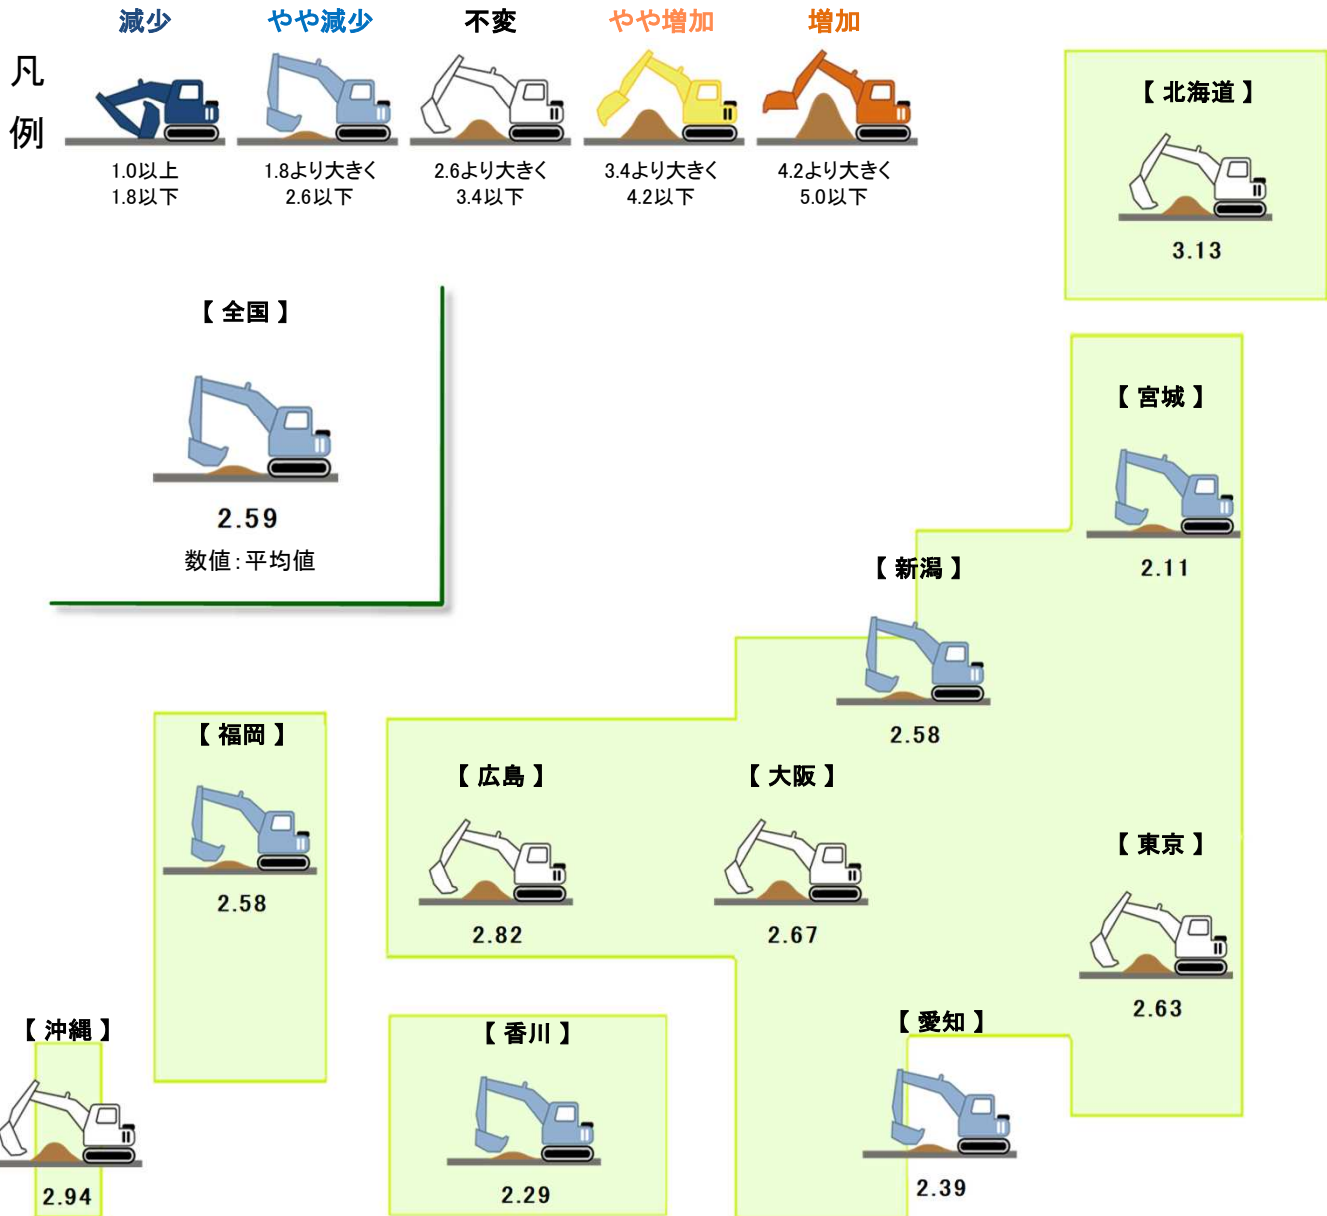 減少 やや減少 不変 やや増加 増加
凡
例
1.0以上 1.8より大きく 2.6より大きく 3.4より大きく 4.2より大きく
1.8以下 2.6以下 3.4以下 4.2以下 5.0以下
【 北海道 】
3.13
【 全国 】
2.59
数値：平均値
【 宮城 】
2.11
【 新潟 】
2.58
【 福岡 】
2.58
【 広島 】
2.82
【 大阪 】
2.67
【 東京 】
2.63
【 沖縄 】
2.94
【 香川 】
2.29
【 愛知 】
2.39